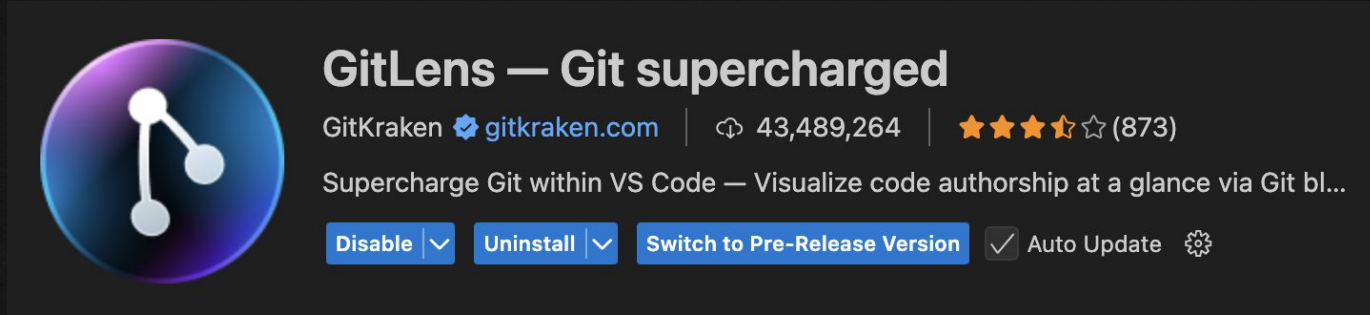 GitLens — Git supercharged
GitKraken gitkraken.com 43,489,264 (873)
Supercharge Git within VS Code — Visualize code authorship at a glance via Git bl...
Disable Uninstall Switch to Pre-Release Version Auto Update